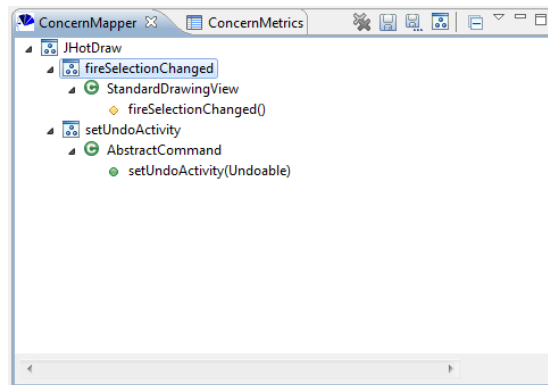 ConcernMapper ConcernMetrics
JHotDraw
fireSelectionChanged
StandardDrawingView
fireSelectionChanged()
setUndoActivity
AbstractCommand
setUndoActivity(Undoable)